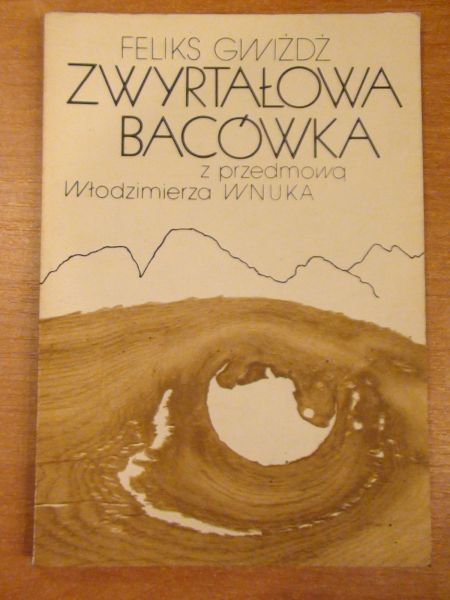 FELIKS GWIŻDŻ
ZWYRTAŁOWA
BACÓWKA
z przedmową
Włodzimierza WNUKA